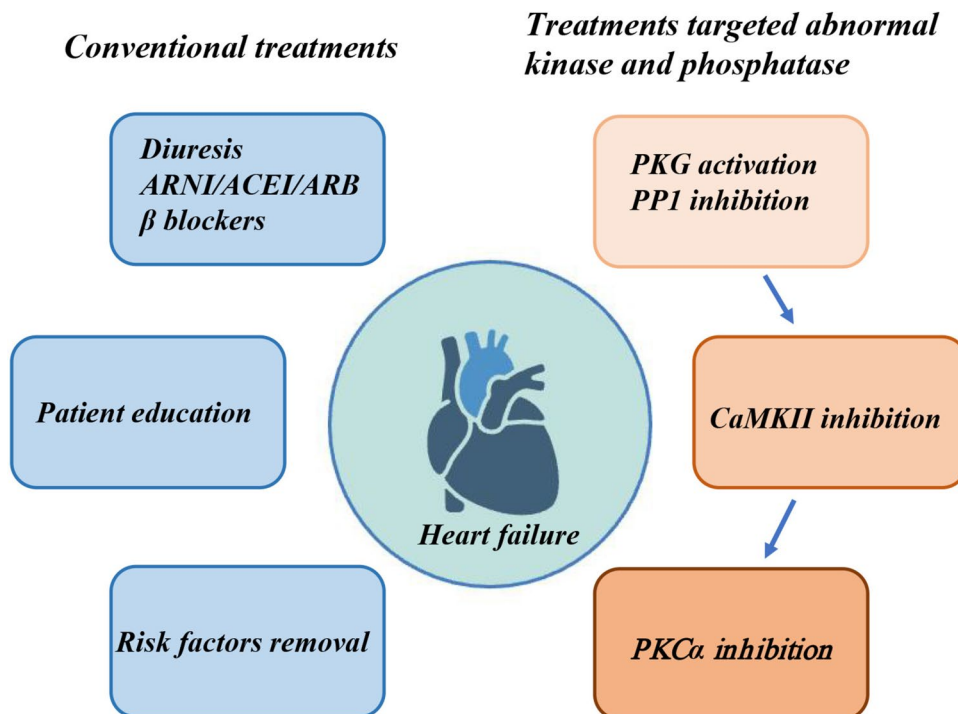 Conventional treatments
Treatments targeted abnormal
kinase and phosphatase
Diuresis
ARNI/ACEI/ARB
β blockers
PKG activation
PP1 inhibition
Patient education
CaMKII inhibition
Heart failure
Risk factors removal
PKCα inhibition